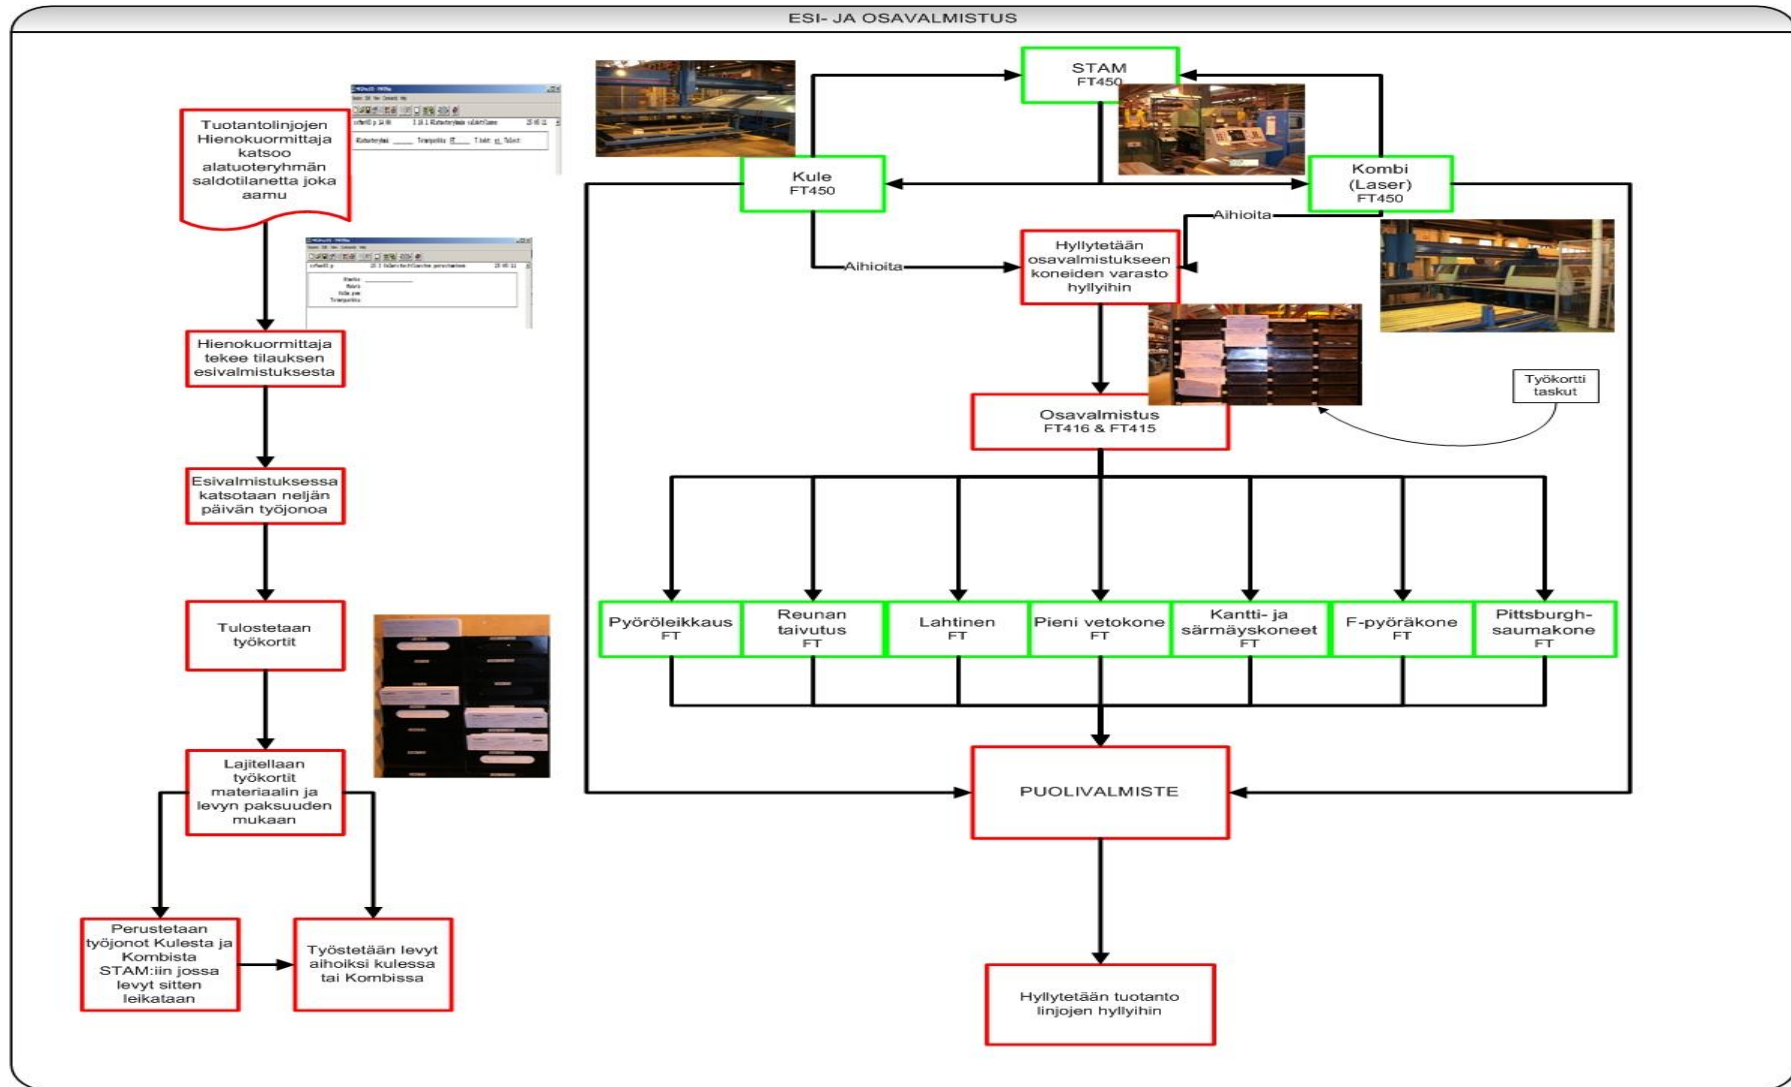 ESI- JA OSAVALMISTUS
Tuotantolinjojen
Hienokuormittaja
katsoo
alatuoteryhmän
saldotilanetta joka
aamu
Hienokuormittaja
tekee tilauksen
esivalmistuksesta
Esivalmistuksessa
katsotaan neljän
päivän työjonoa
Tulostetaan
työkortit
Lajitellaan
työkortit
materiaalin ja
levyn paksuuden
mukaan
Perustetaan
työjonot Kulesta ja
Kombista
STAM:iin jossa
levyt sitten
leikataan
Työstetään levyt
aihoiksi kulessa
tai Kombissa
STAM
FT450
Kule
FT450
Kombi
(Laser)
FT450
Aihioita
Aihioita
Hyllytetään
osavalmistukseen
koneiden varasto
hyllyihin
Työkortti
taskut
Osavalmistus
FT416 & FT415
Pyöröleikkaus
FT
Reunan
taivutus
FT
Lahtinen
FT
Pieni vetokone
FT
Kantti- ja
särmäyskoneet
FT
F-pyöräkone
FT
Pittsburgh-
saumakone
FT
PUOLIVALMISTE
Hyllytetään tuotanto
linjojen hyllyihin